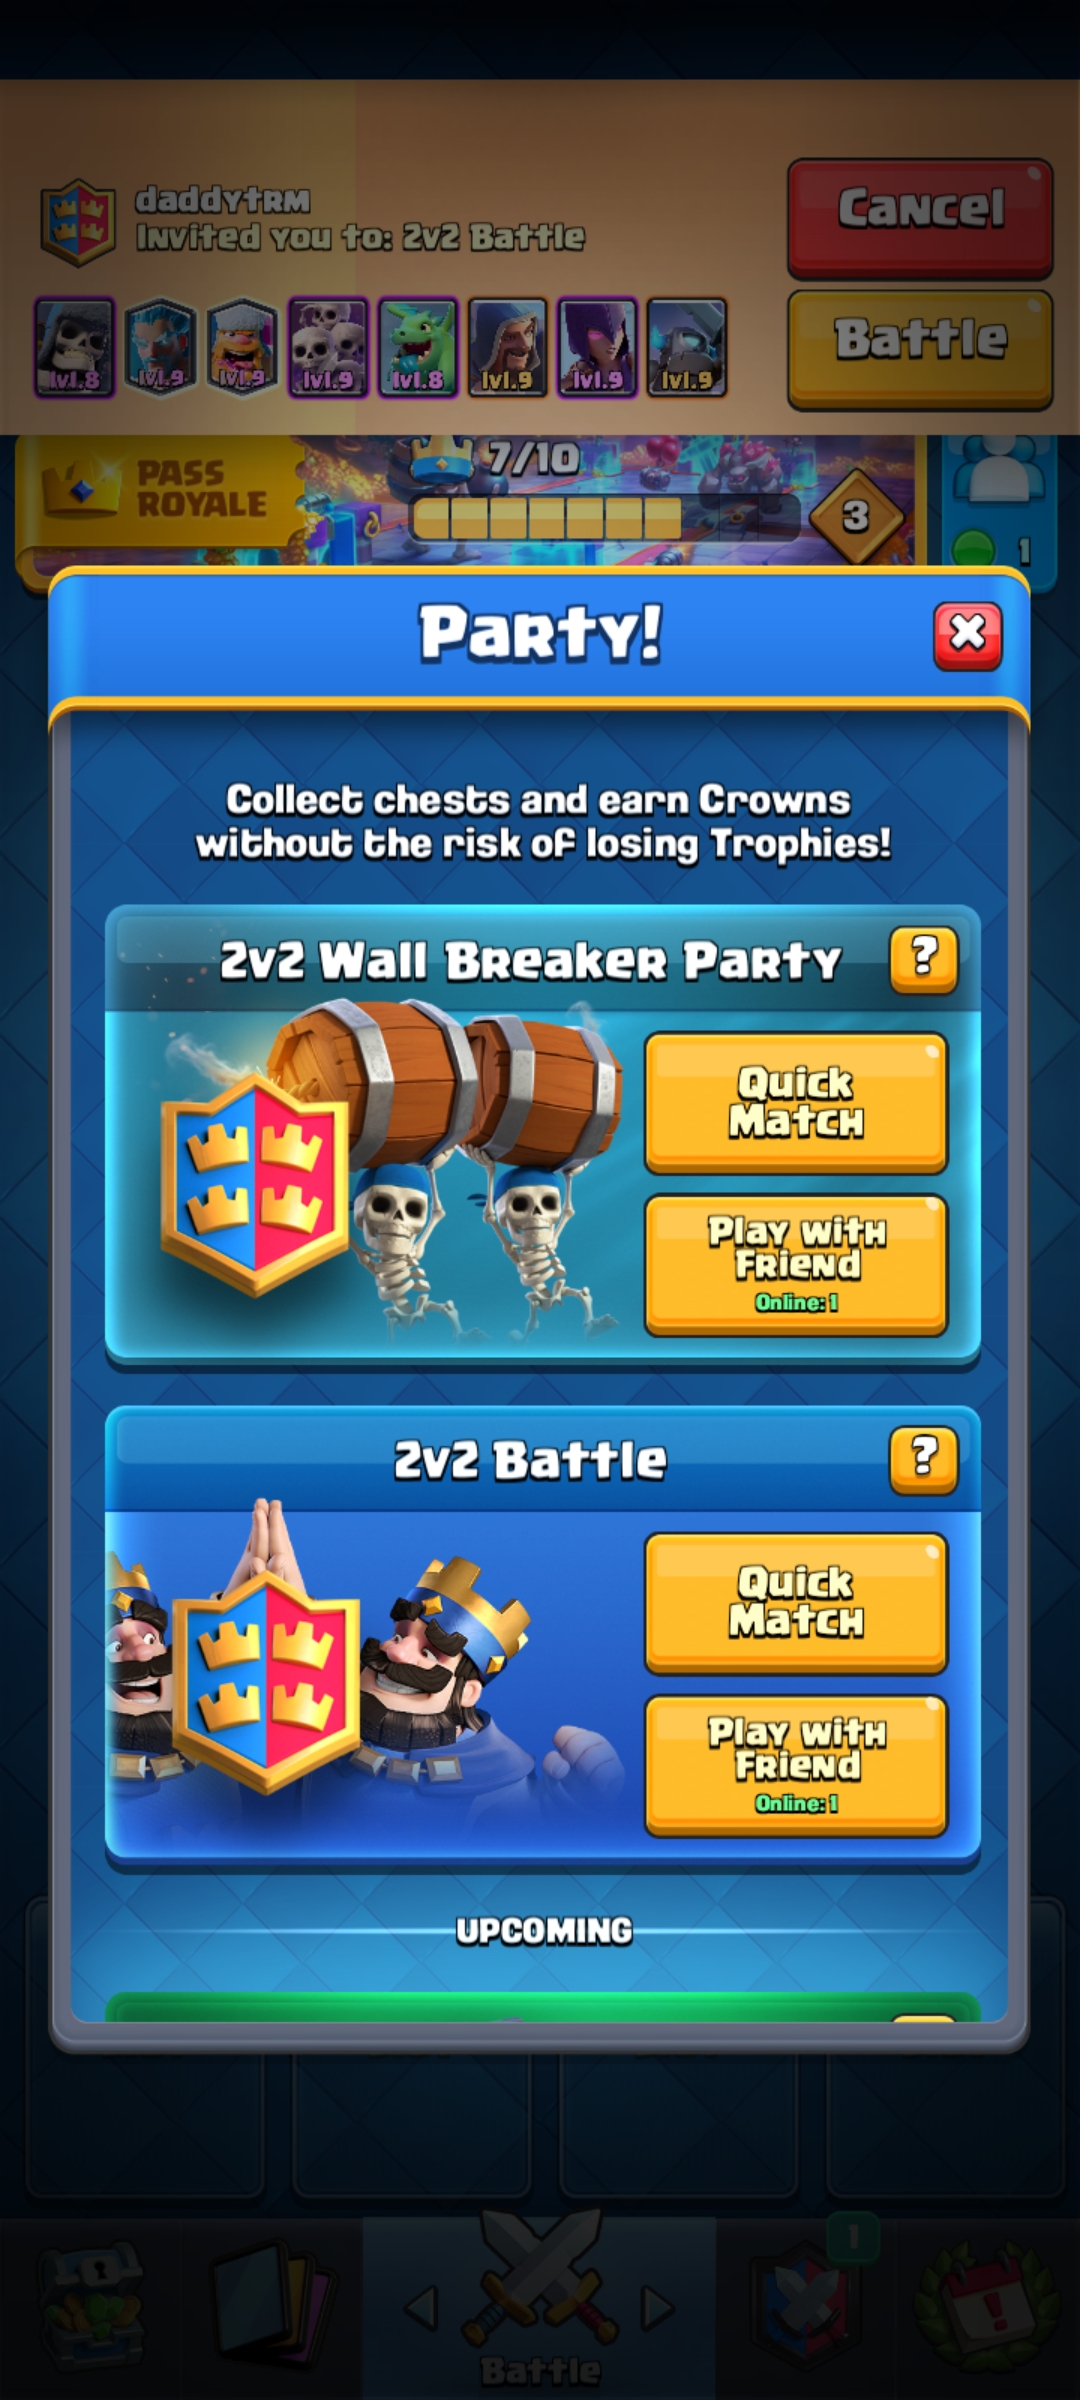 daddytrm
Invited you to: 2v2 Battle
Cancel
Battle
lvl.8
lvl.9
lvl.9
lvl.9
lvl.8
lvl.9
lvl.9
lvl.9
PASS
ROYALE
7/10
3
1
Party!
Collect chests and earn Crowns
without the risk of losing Trophies!
2v2 Wall Breaker Party
?
Quick
Match
Play with
Friend
Online: 1
2v2 Battle
?
Quick
Match
Play with
Friend
Online: 1
UPCOMING
1
Battle